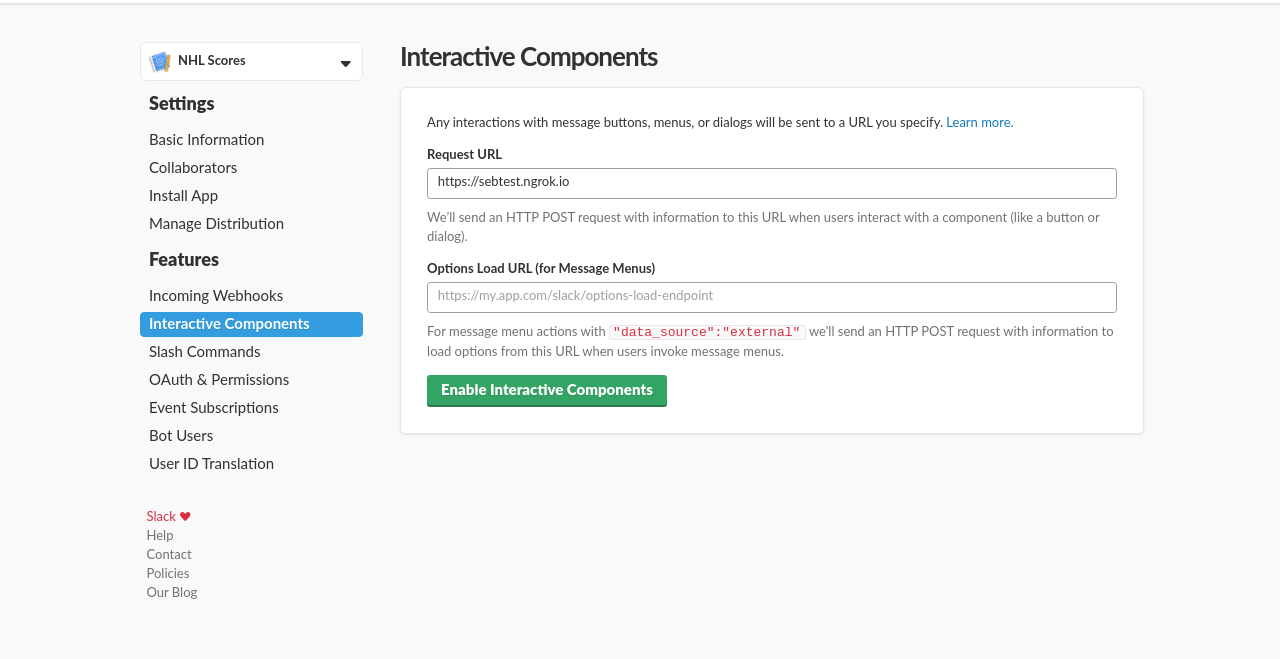 NHL Scores
Settings
Basic Information
Collaborators
Install App
Manage Distribution
Features
Incoming Webhooks
Interactive Components
Slash Commands
OAuth & Permissions
Event Subscriptions
Bot Users
User ID Translation
Slack ♥
Help
Contact
Policies
Our Blog
Interactive Components
Any interactions with message buttons, menus, or dialogs will be sent to a URL you specify. Learn more.
Request URL
https://sebtest.ngrok.io
We'll send an HTTP POST request with information to this URL when users interact with a component (like a button or
dialog).
Options Load URL (for Message Menus)
https://my.app.com/slack/options-load-endpoint
For message menu actions with "data_source":"external" we'll send an HTTP POST request with information to
load options from this URL when users invoke message menus.
Enable Interactive Components